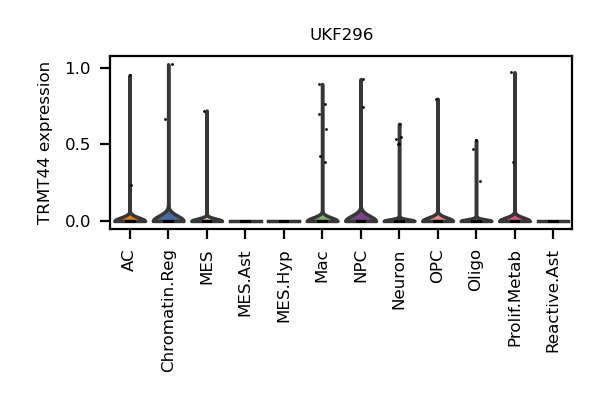 UKF296
TRMT44 expression
1.0
0.5
0.0
AC
Chromatin.Reg
MES
MES.Ast
MES.Hyp
Mac
NPC
Neuron
OPC
Oligo
Prolif.Metab
Reactive.Ast